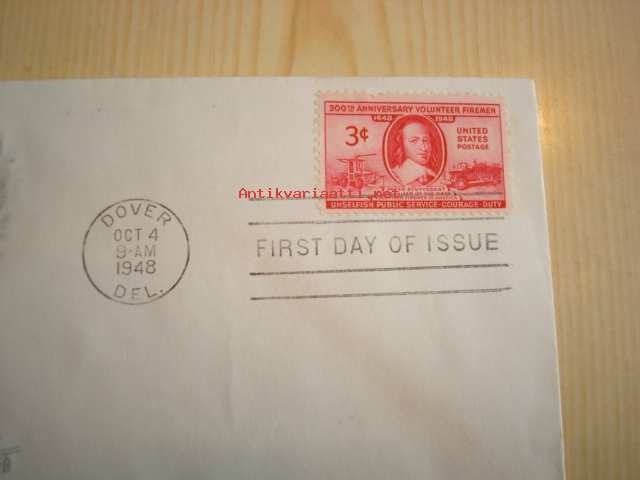 300TH ANNIVERSARY VOLUNTEER FIREMEN
1648 1948
3¢
UNITED
STATES
POSTAGE
UNSELFISH PUBLIC SERVICE·COURAGE·DUTY
Antikvariaatti.net
DOVER
OCT 4
9-AM
1948
DEL.
FIRST DAY OF ISSUE